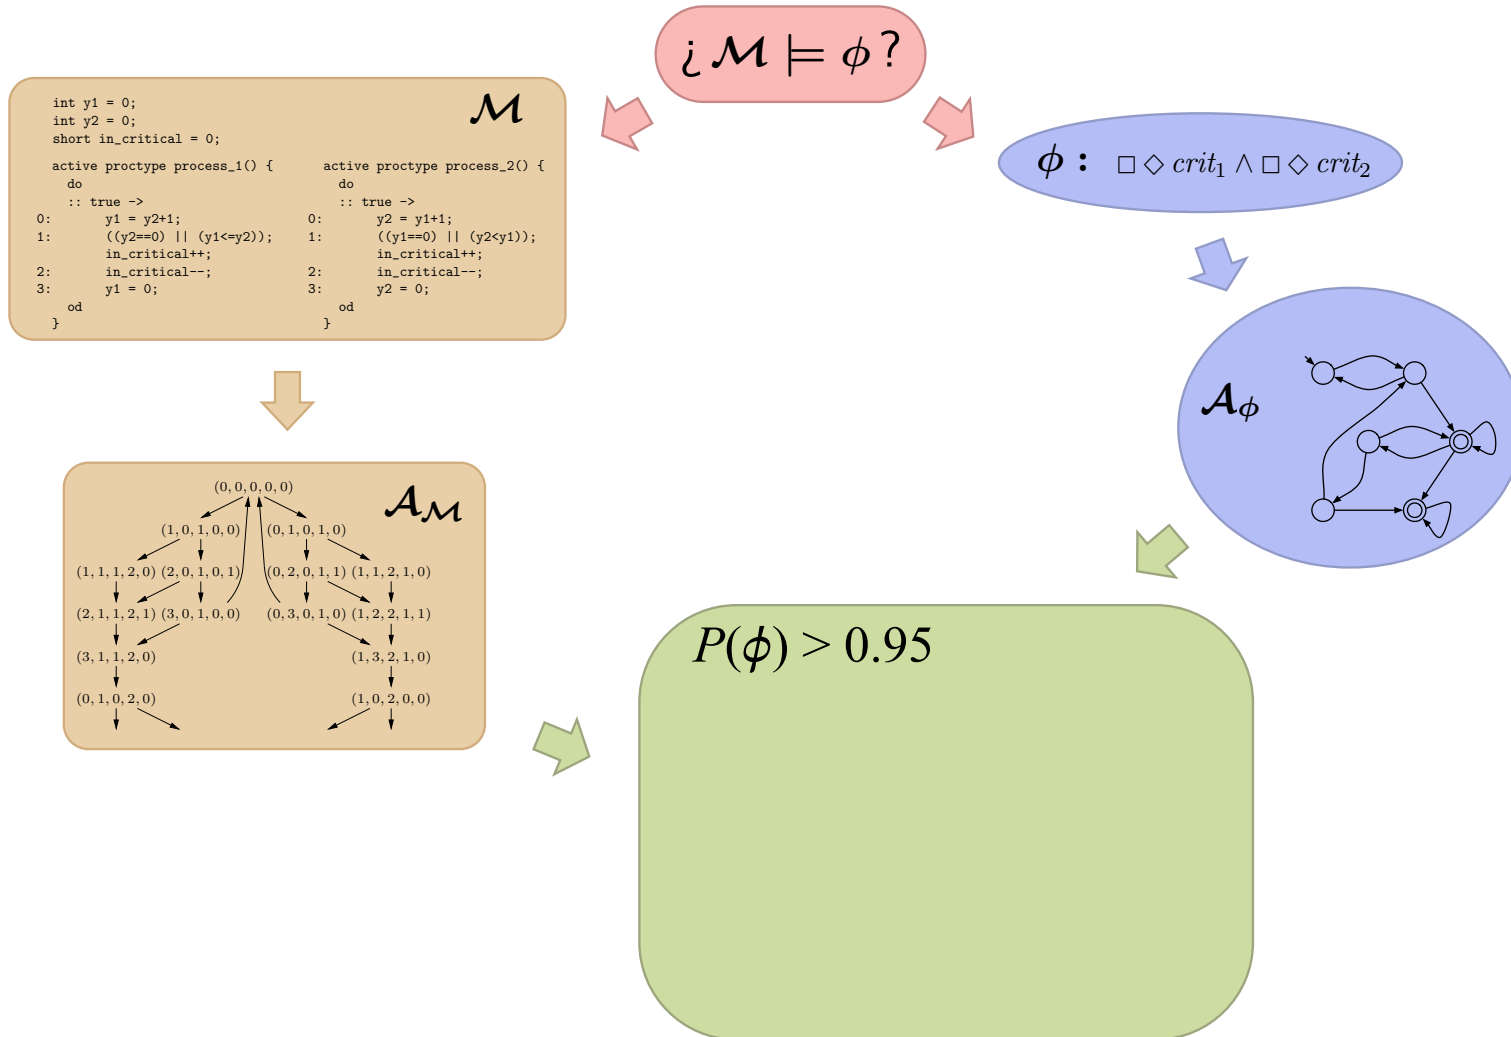 ¿ ℳ ⊨ ϕ ?
ℳ
int y1 = 0;
int y2 = 0;
short in_critical = 0;
active proctype process_1() {
do
:: true ->
0: y1 = y2+1;
1: ((y2==0) || (y1<=y2));
in_critical++;
2: in_critical--;
3: y1 = 0;
od
}
active proctype process_2() {
do
:: true ->
0: y2 = y1+1;
1: ((y1==0) || (y2<y1));
in_critical++;
2: in_critical--;
3: y2 = 0;
od
}
ϕ : □ ◇ crit₁ ∧ □ ◇ crit₂
𝒜_ϕ
𝒜_ℳ
(0, 0, 0, 0, 0)
(1, 0, 1, 0, 0) (0, 1, 0, 1, 0)
(1, 1, 1, 2, 0) (2, 0, 1, 0, 1) (0, 2, 0, 1, 1) (1, 1, 2, 1, 0)
(2, 1, 1, 2, 1) (3, 0, 1, 0, 0) (0, 3, 0, 1, 0) (1, 2, 2, 1, 1)
(3, 1, 1, 2, 0) (1, 3, 2, 1, 0)
(0, 1, 0, 2, 0) (1, 0, 2, 0, 0)
P(ϕ) > 0.95